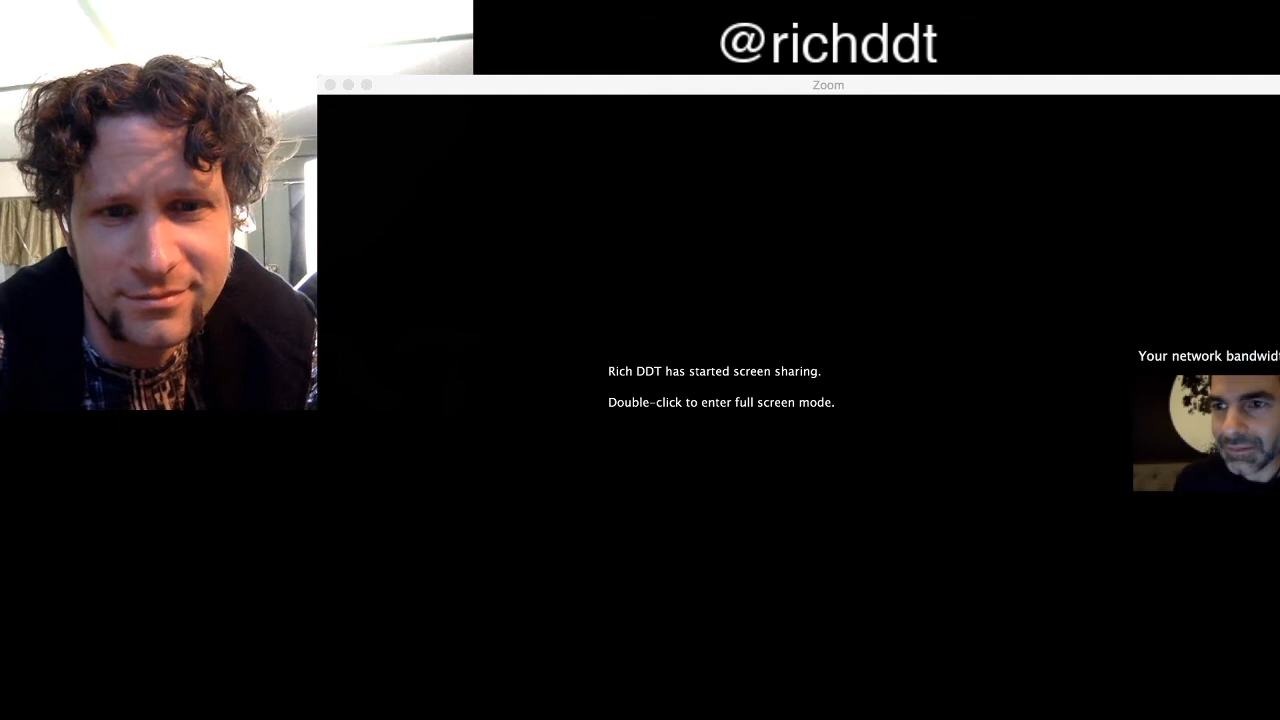 @richddt
Zoom
Your network bandwid
Rich DDT has started screen sharing.
Double-click to enter full screen mode.